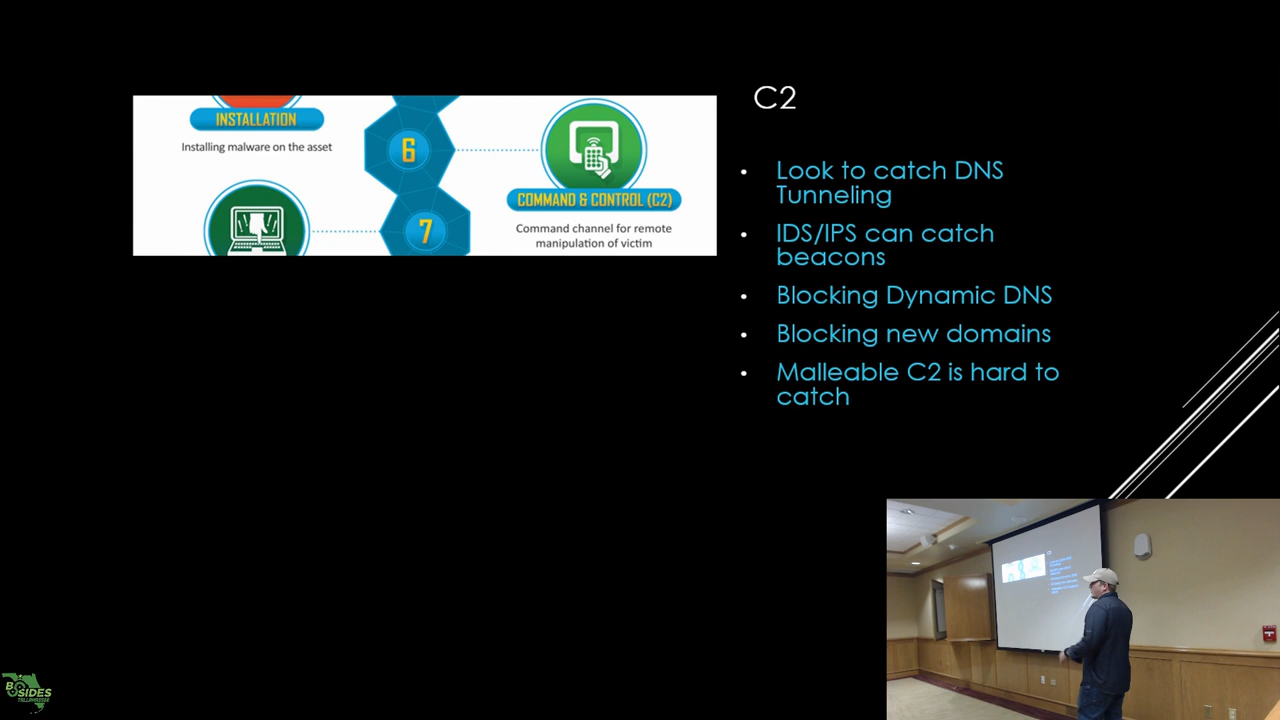 C2
INSTALLATION
Installing malware on the asset
6
COMMAND & CONTROL (C2)
Command channel for remote
manipulation of victim
7
• Look to catch DNS
Tunneling
• IDS/IPS can catch
beacons
• Blocking Dynamic DNS
• Blocking new domains
• Malleable C2 is hard to
catch
BSIDES
TALLAHASSEE